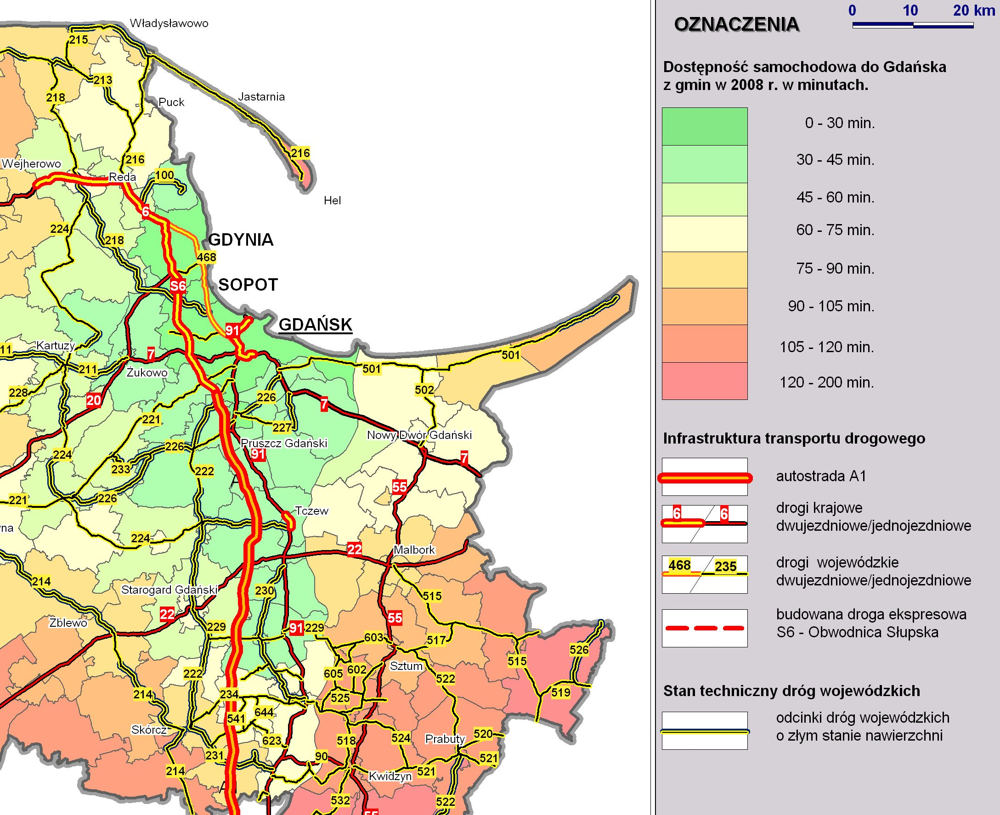 Władysławowo
215
213
Jastarnia
218
Puck
216
216
Wejherowo
Reda
100
Hel
6
224
218
GDYNIA
468
S6
SOPOT
GDAŃSK
91
Kartuzy
11
7
211
Żukowo
501
501
228
502
20
226
7
221
227
Nowy Dwór Gdański
226
Pruszcz Gdański
91
224
7
233
222
A
55
221
226
Tczew
na
224
22
Malbork
214
Starogard Gdański
230
515
22
55
Zblewo
229
91
229
603
517
526
515
Sztum
222
605
602
522
214
234
525
519
541
644
Skórcz
518
524
Prabuty
520
623
231
90
521
214
521
Kwidzyn
A1
532
522
55
0 10 20 km
OZNACZENIA
Dostępność samochodowa do Gdańska
z gmin w 2008 r. w minutach.
0 - 30 min.
30 - 45 min.
45 - 60 min.
60 - 75 min.
75 - 90 min.
90 - 105 min.
105 - 120 min.
120 - 200 min.
Infrastruktura transportu drogowego
autostrada A1
6 6
drogi krajowe
dwujezdniowe/jednojezdniowe
468 235
drogi wojewódzkie
dwujezdniowe/jednojezdniowe
budowana droga ekspresowa
S6 - Obwodnica Słupska
Stan techniczny dróg wojewódzkich
odcinki dróg wojewódzkich
o złym stanie nawierzchni